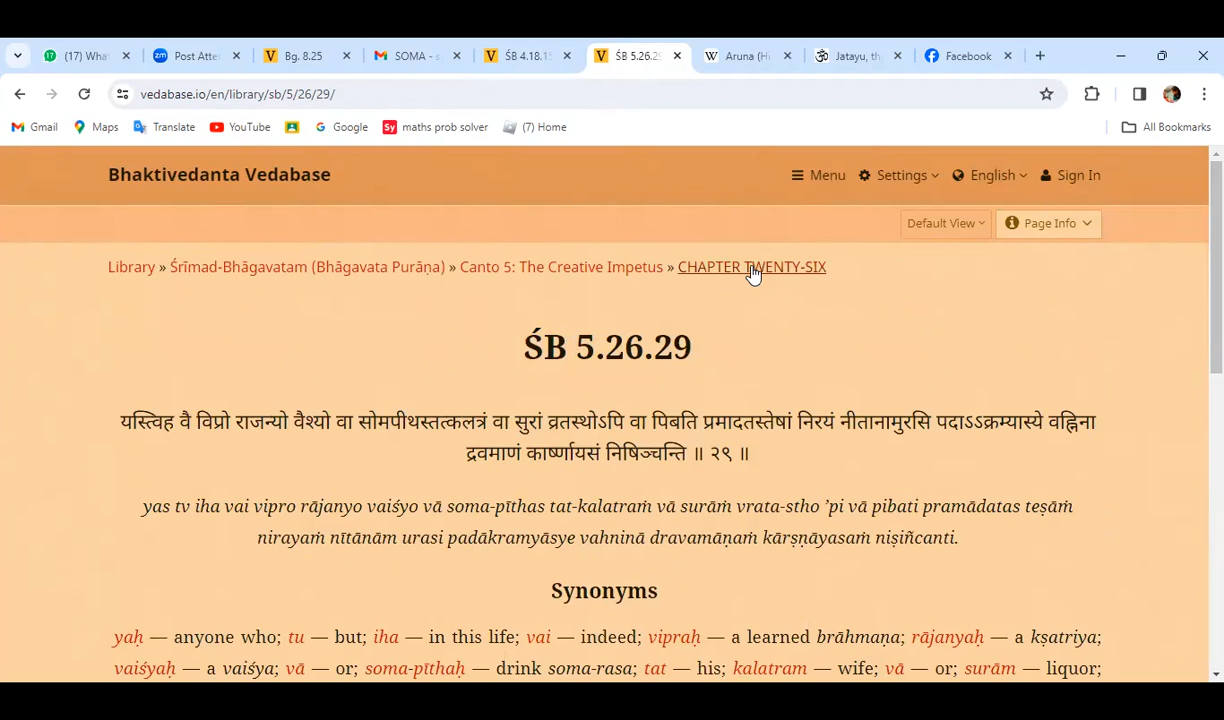 (17) What
Post Atte
Bg. 8.25
SOMA - s
ŚB 4.18.15
ŚB 5.26.29
Aruna (Hi
Jatayu, th
Facebook
vedabase.io/en/library/sb/5/26/29/
Gmail
Maps
Translate
YouTube
Google
Sy maths prob solver
(7) Home
All Bookmarks
Bhaktivedanta Vedabase
Menu
Settings
English
Sign In
Default View
Page Info
Library » Śrīmad-Bhāgavatam (Bhāgavata Purāṇa) » Canto 5: The Creative Impetus » CHAPTER TWENTY-SIX
ŚB 5.26.29
यस्त्विह वै विप्रो राजन्यो वैश्यो वा सोमपीथस्तत्कलत्रं वा सुरां व्रतस्थोऽपि वा पिबति प्रमादतस्तेषां निरयं नीतानामुरसि पदाऽऽक्रम्यास्ये वह्निना
द्रवमाणं कार्ष्णायसं निषिञ्चन्ति ॥ २९ ॥
yas tv iha vai vipro rājanyo vaiśyo vā soma-pīthas tat-kalatraṁ vā surāṁ vrata-stho ’pi vā pibati pramādatas teṣāṁ
nirayaṁ nītānām urasi padākramyāsye vahninā dravamāṇaṁ kārṣṇāyasaṁ niṣiñcanti.
Synonyms
yaḥ — anyone who; tu — but; iha — in this life; vai — indeed; vipraḥ — a learned brāhmaṇa; rājanyaḥ — a kṣatriya;
vaiśyaḥ — a vaiśya; vā — or; soma-pīthaḥ — drink soma-rasa; tat — his; kalatram — wife; vā — or; surām — liquor;